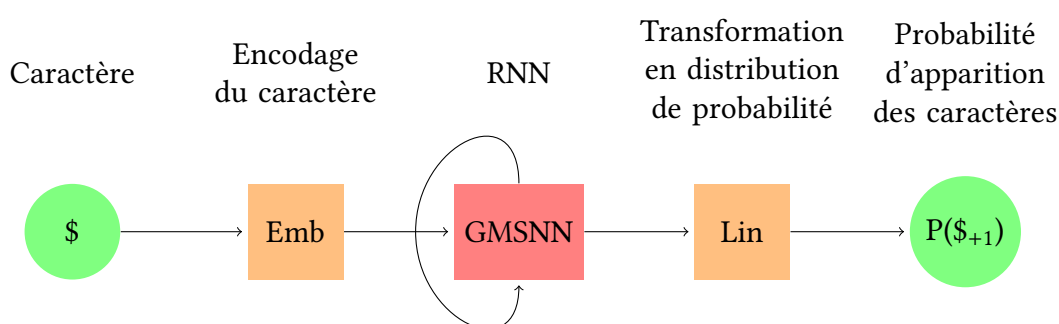 Caractère
Encodage
du caractère
RNN
Transformation
en distribution
de probabilité
Probabilité
d'apparition
des caractères
$
Emb
GMSNN
Lin
P($+1)